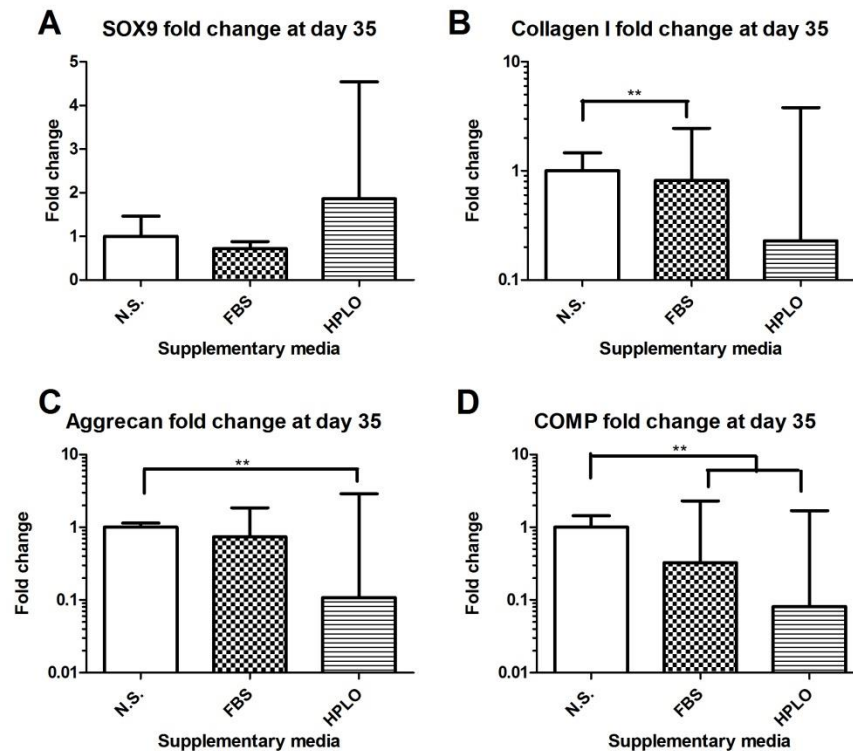 A
SOX9 fold change at day 35
Fold change
5
4
3
2
1
0
N.S.
FBS
HPLO
Supplementary media
B
Collagen I fold change at day 35
Fold change
10
1
0.1
**
N.S.
FBS
HPLO
Supplementary media
C
Aggrecan fold change at day 35
Fold change
10
1
0.1
0.01
**
N.S.
FBS
HPLO
Supplementary media
D
COMP fold change at day 35
Fold change
10
1
0.1
0.01
**
N.S.
FBS
HPLO
Supplementary media